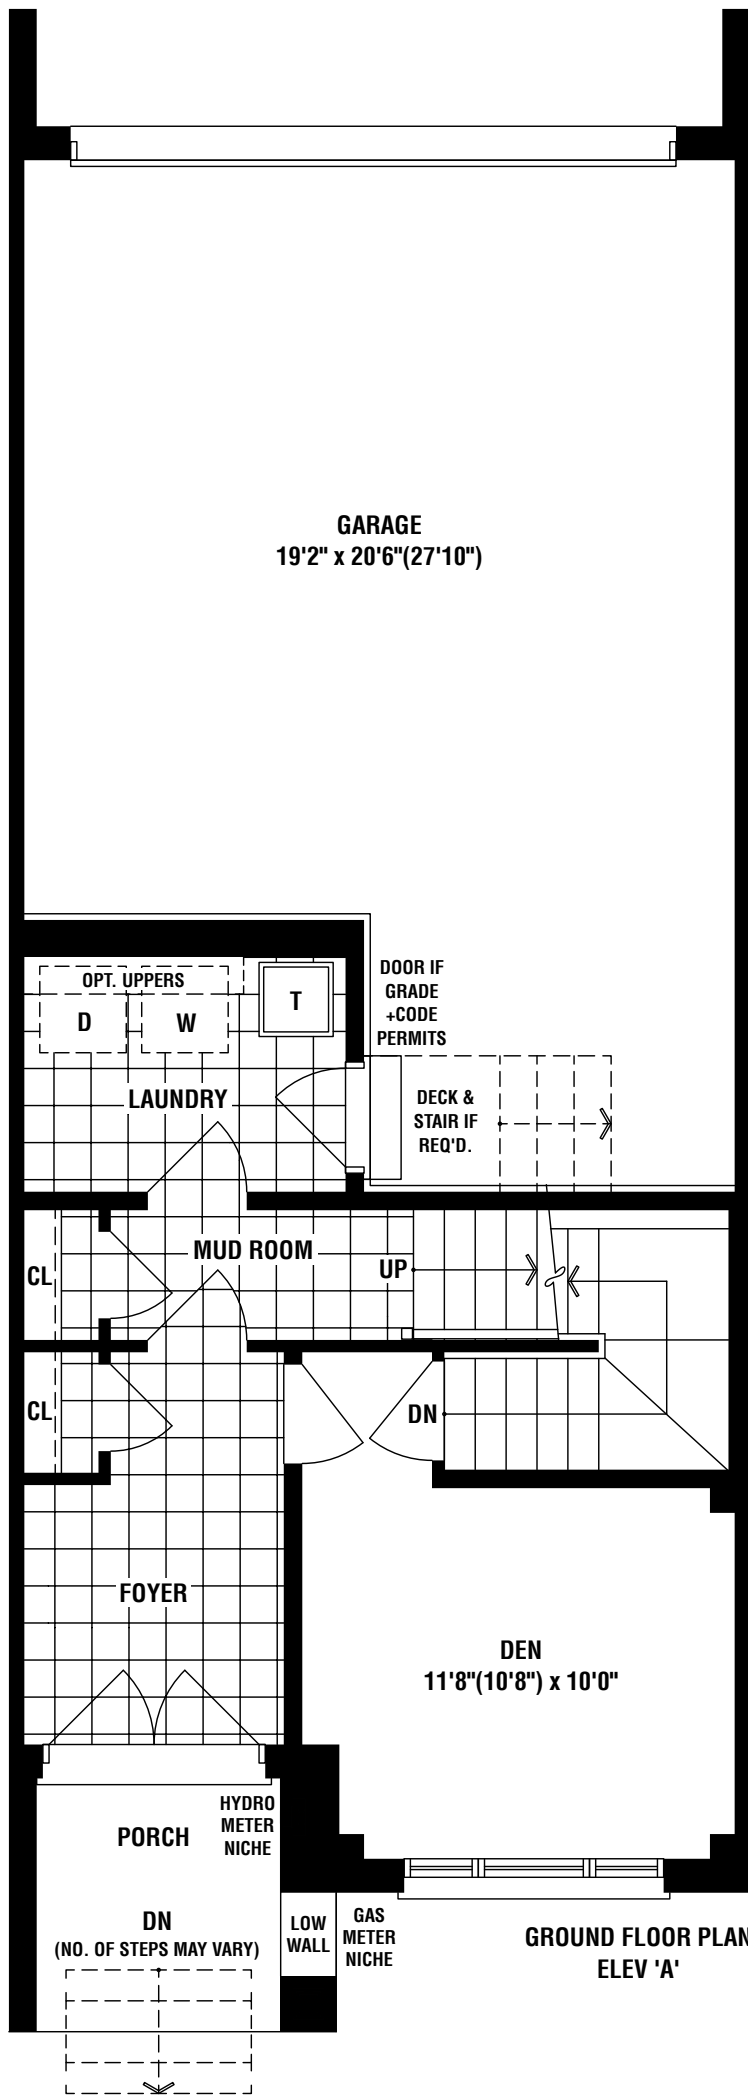 GARAGE
19'2" x 20'6"(27'10")
OPT. UPPERS
D
W
T
DOOR IF
GRADE
+CODE
PERMITS
LAUNDRY
DECK &
STAIR IF
REQ'D.
MUD ROOM
CL
UP
CL
DN
FOYER
DEN
11'8"(10'8") x 10'0"
HYDRO
METER
NICHE
PORCH
DN
(NO. OF STEPS MAY VARY)
LOW
WALL
GAS
METER
NICHE
GROUND FLOOR PLAN
ELEV 'A'